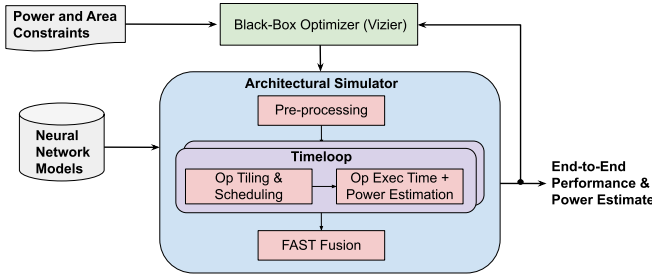 Power and Area
Constraints
Black-Box Optimizer (Vizier)
Architectural Simulator
Pre-processing
Neural
Network
Models
Timeloop
Op Tiling &
Scheduling
Op Exec Time +
Power Estimation
FAST Fusion
End-to-End
Performance &
Power Estimate